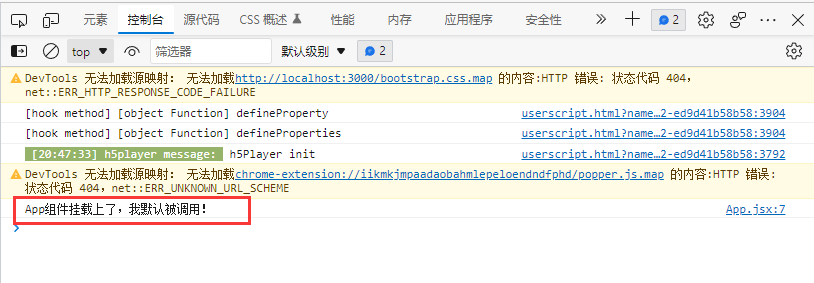 元素 控制台 源代码 CSS 概述 性能 内存 应用程序 安全性 2
top 筛选器 默认级别 2
DevTools 无法加载源映射： 无法加载http://localhost:3000/bootstrap.css.map 的内容:HTTP 错误: 状态代码 404，
net::ERR_HTTP_RESPONSE_CODE_FAILURE
[hook method] [object Function] defineProperty userscript.html?name…2-ed9d41b58b58:3904
[hook method] [object Function] defineProperties userscript.html?name…2-ed9d41b58b58:3904
[20:47:33] h5player message: h5Player init userscript.html?name…2-ed9d41b58b58:3792
DevTools 无法加载源映射： 无法加载chrome-extension://iikmkjmpaadaobahmlepeloendndfphd/popper.js.map 的内容:HTTP 错误:
状态代码 404，net::ERR_UNKNOWN_URL_SCHEME
App组件挂载上了，我默认被调用！ App.jsx:7